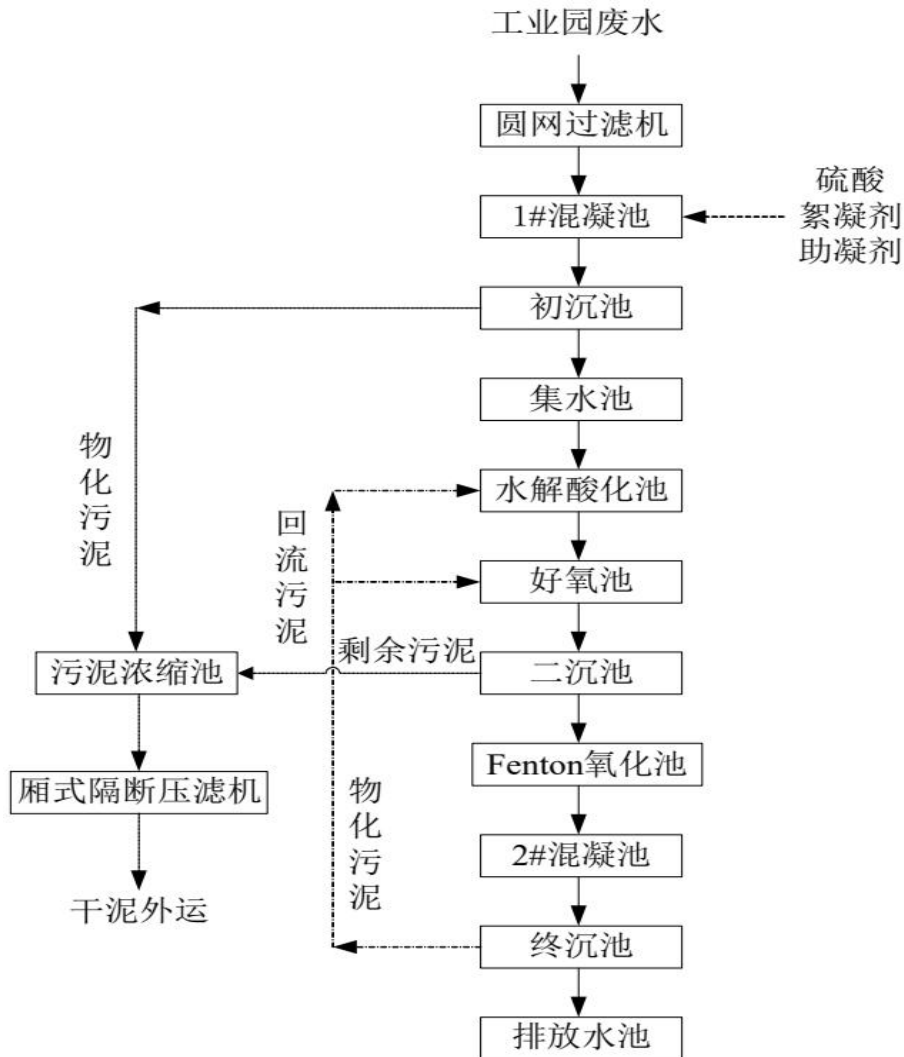 工业园废水
圆网过滤机
1#混凝池
硫酸
絮凝剂
助凝剂
初沉池
集水池
物化污泥
水解酸化池
回流污泥
好氧池
剩余污泥
污泥浓缩池
二沉池
Fenton氧化池
厢式隔断压滤机
物化污泥
2#混凝池
干泥外运
终沉池
排放水池